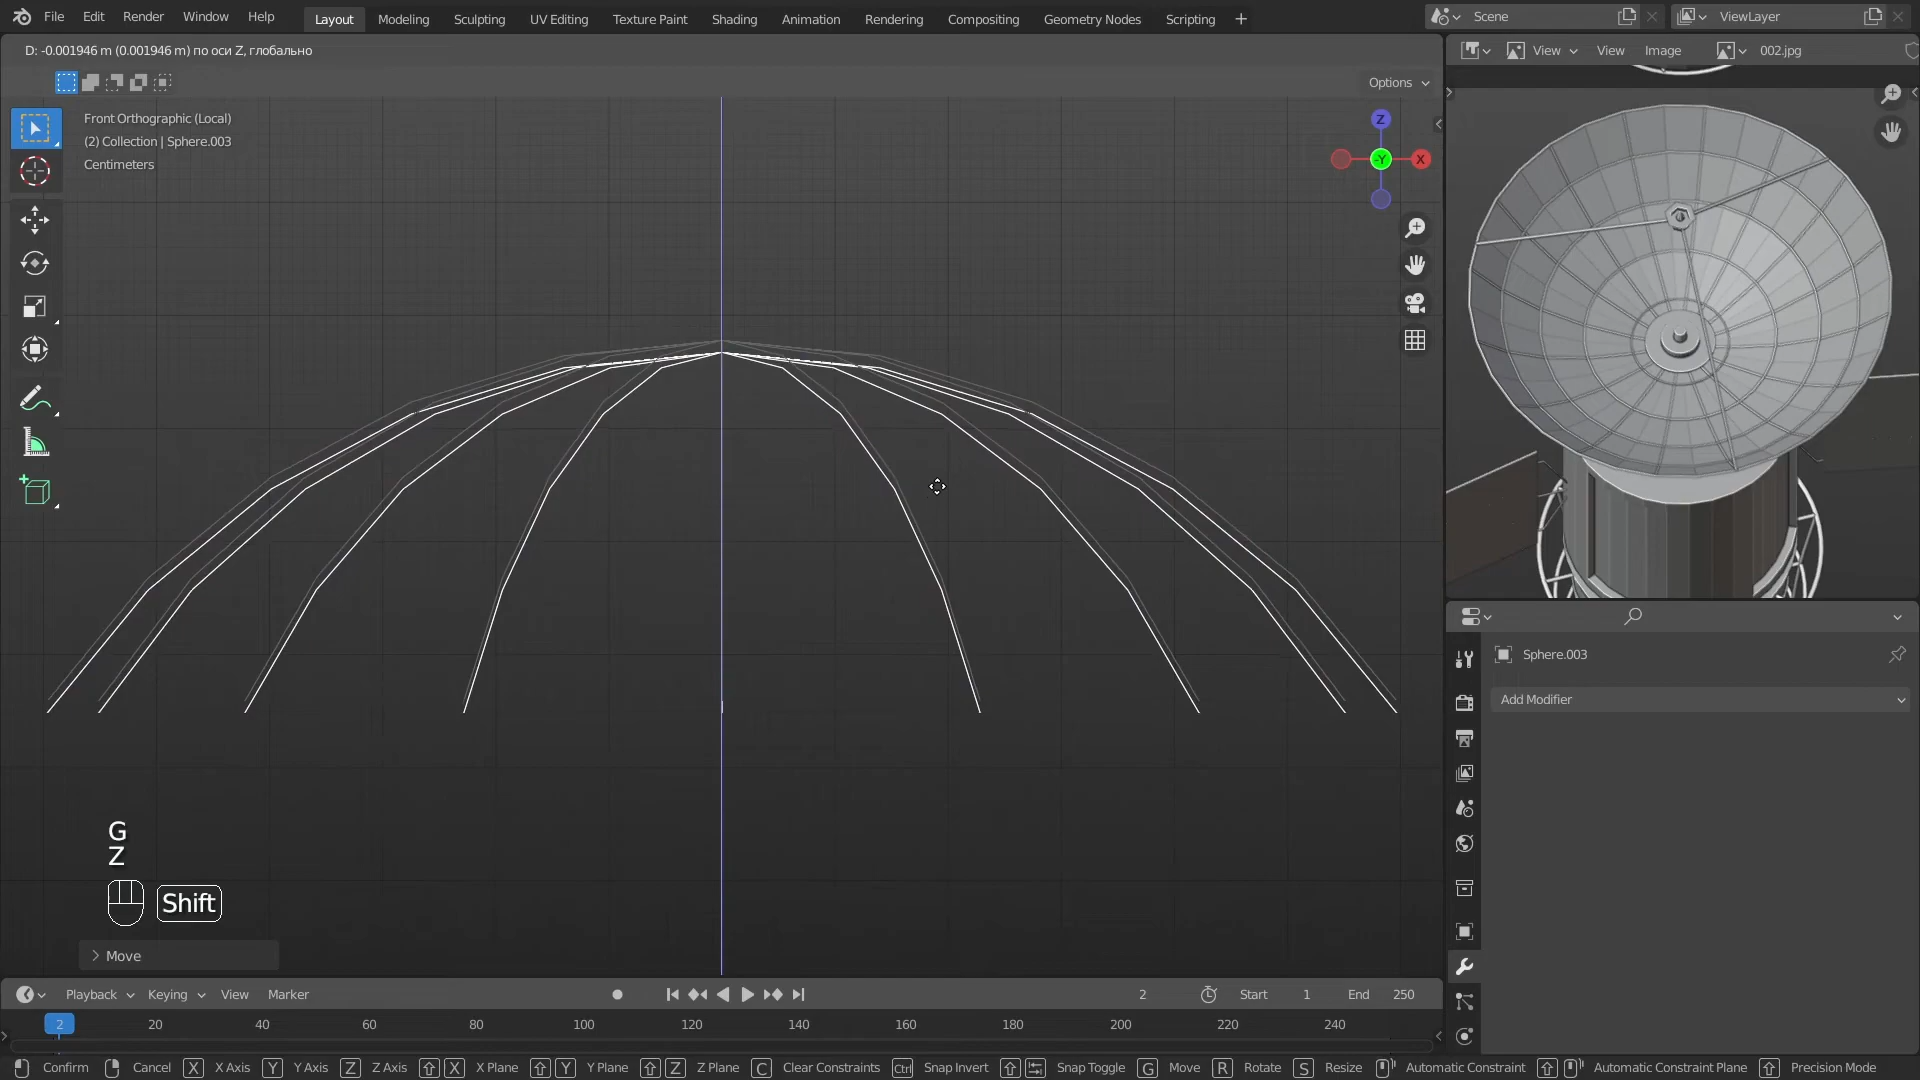 File Edit Render Window Help Layout Modeling Sculpting UV Editing Texture Paint Shading Animation Rendering Compositing Geometry Nodes Scripting + Scene ViewLayer
D: -0.001946 m (0.001946 m) по оси Z, глобально
View View Image 002.jpg
Options
Front Orthographic (Local)
(2) Collection | Sphere.003
Centimeters
Z
-Y X
Sphere.003
Add Modifier
G
Z
Shift
Move
Playback Keying View Marker 2 Start 1 End 250
2 20 40 60 80 100 120 140 160 180 200 220 240
Confirm Cancel X X Axis Y Y Axis Z Z Axis X X Plane Y Y Plane Z Z Plane C Clear Constraints Ctrl Snap Invert Snap Toggle G Move R Rotate S Resize Automatic Constraint Automatic Constraint Plane Precision Mode